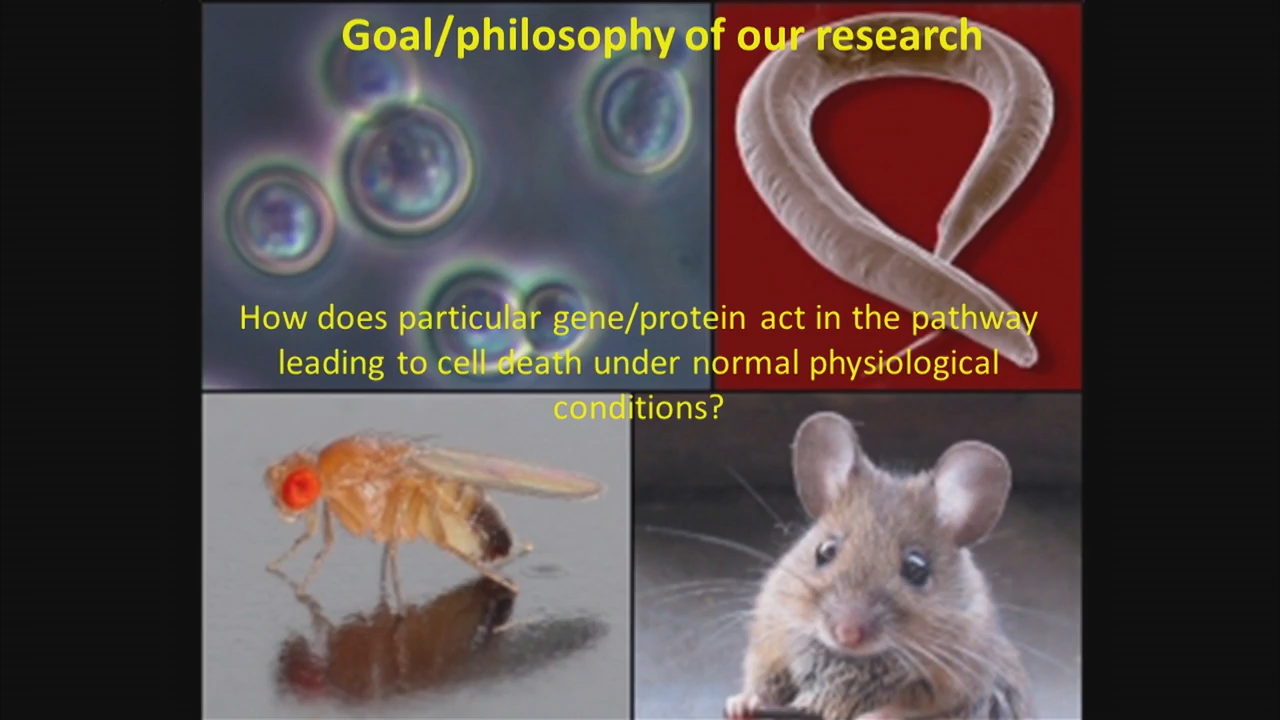 Goal/philosophy of our research
How does particular gene/protein act in the pathway
leading to cell death under normal physiological
conditions?